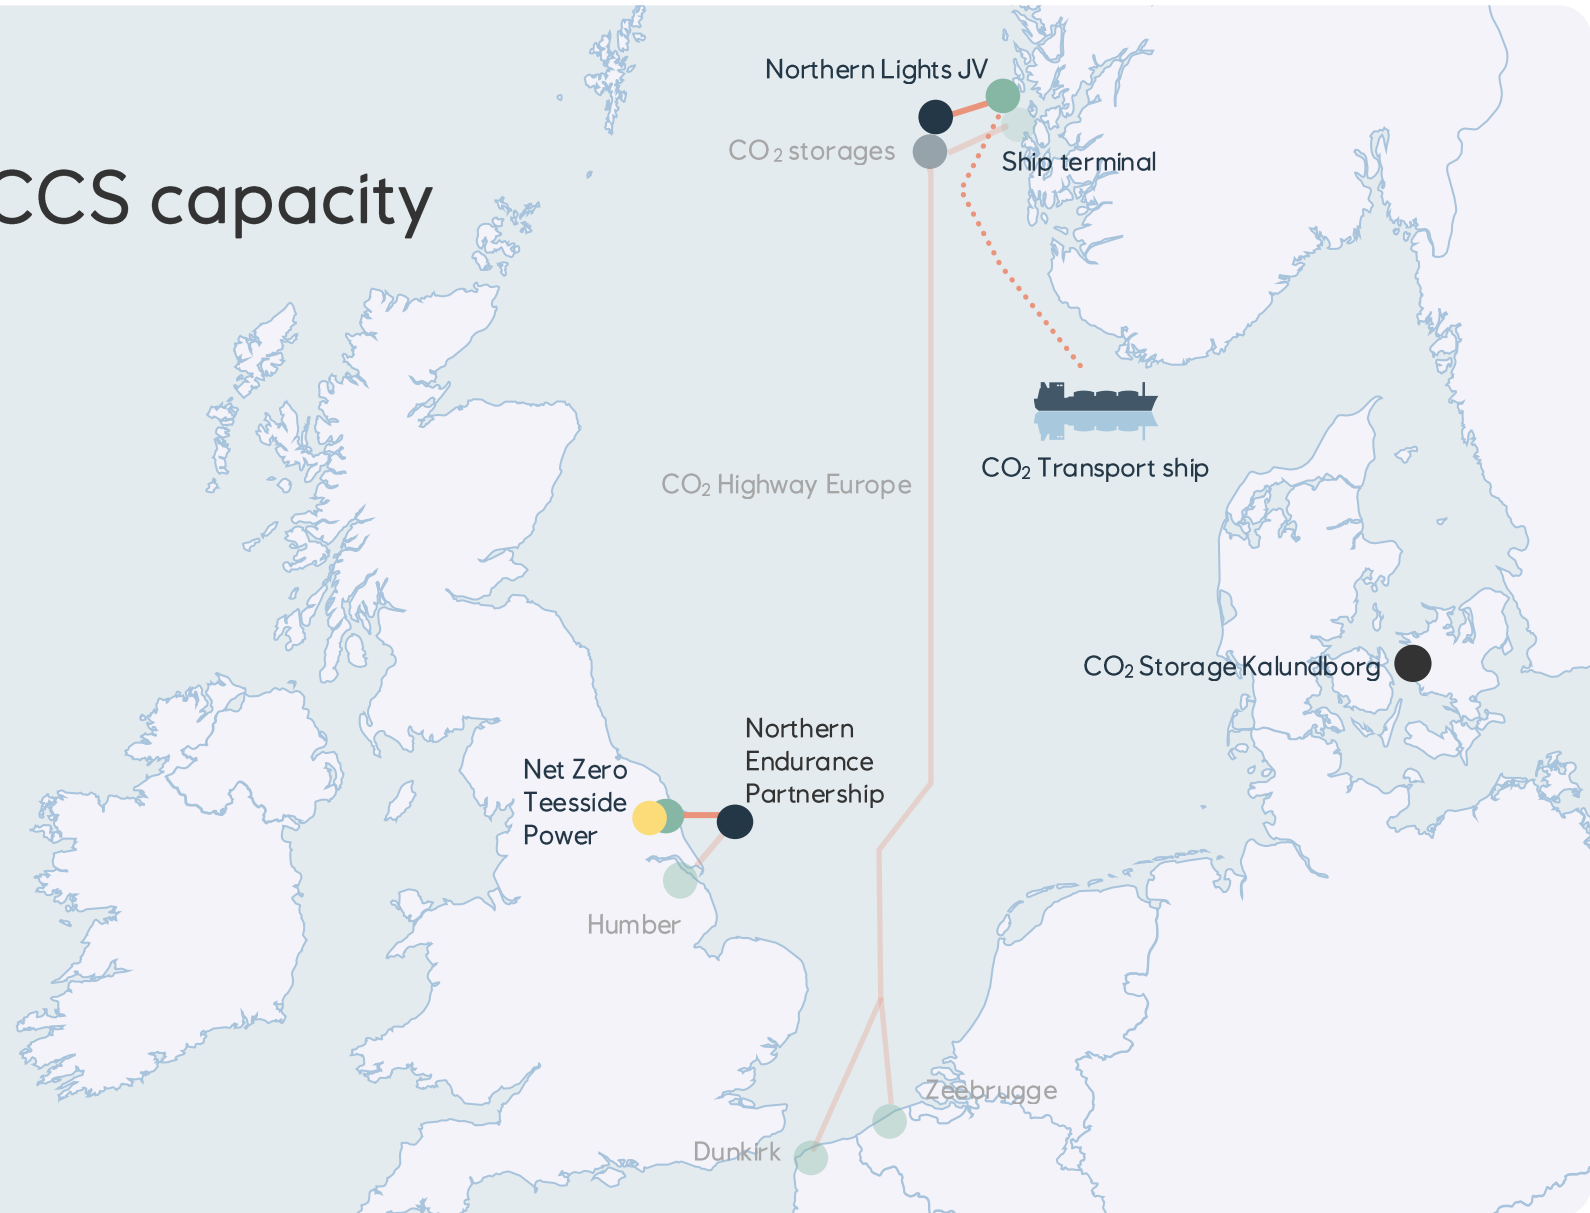 Northern Lights JV
CO₂ storages
Ship terminal
CCS capacity
CO₂ Transport ship
CO₂ Highway Europe
CO₂ Storage Kalundborg
Northern
Endurance
Partnership
Net Zero
Teesside
Power
Humber
Zeebrugge
Dunkirk